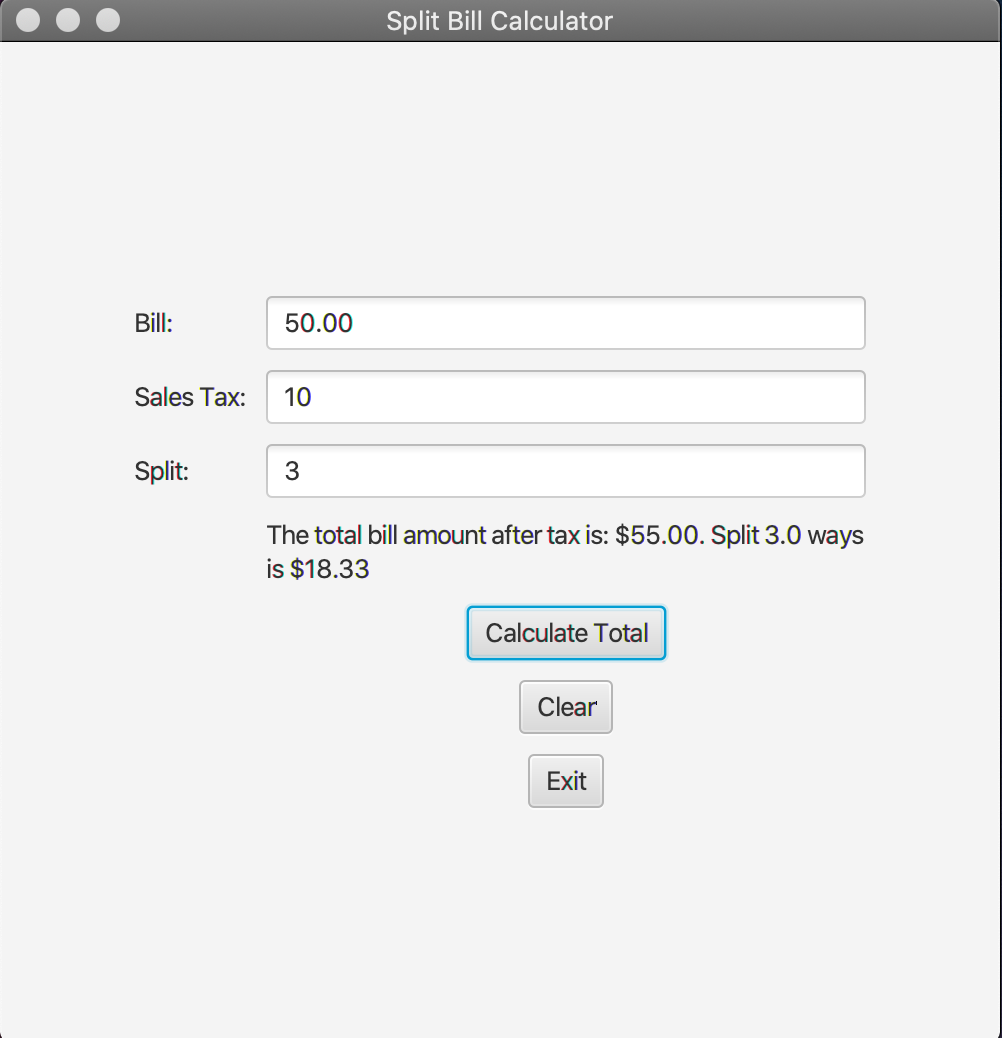 Split Bill Calculator
Bill: 50.00
Sales Tax: 10
Split: 3
The total bill amount after tax is: $55.00. Split 3.0 ways
is $18.33
Calculate Total
Clear
Exit